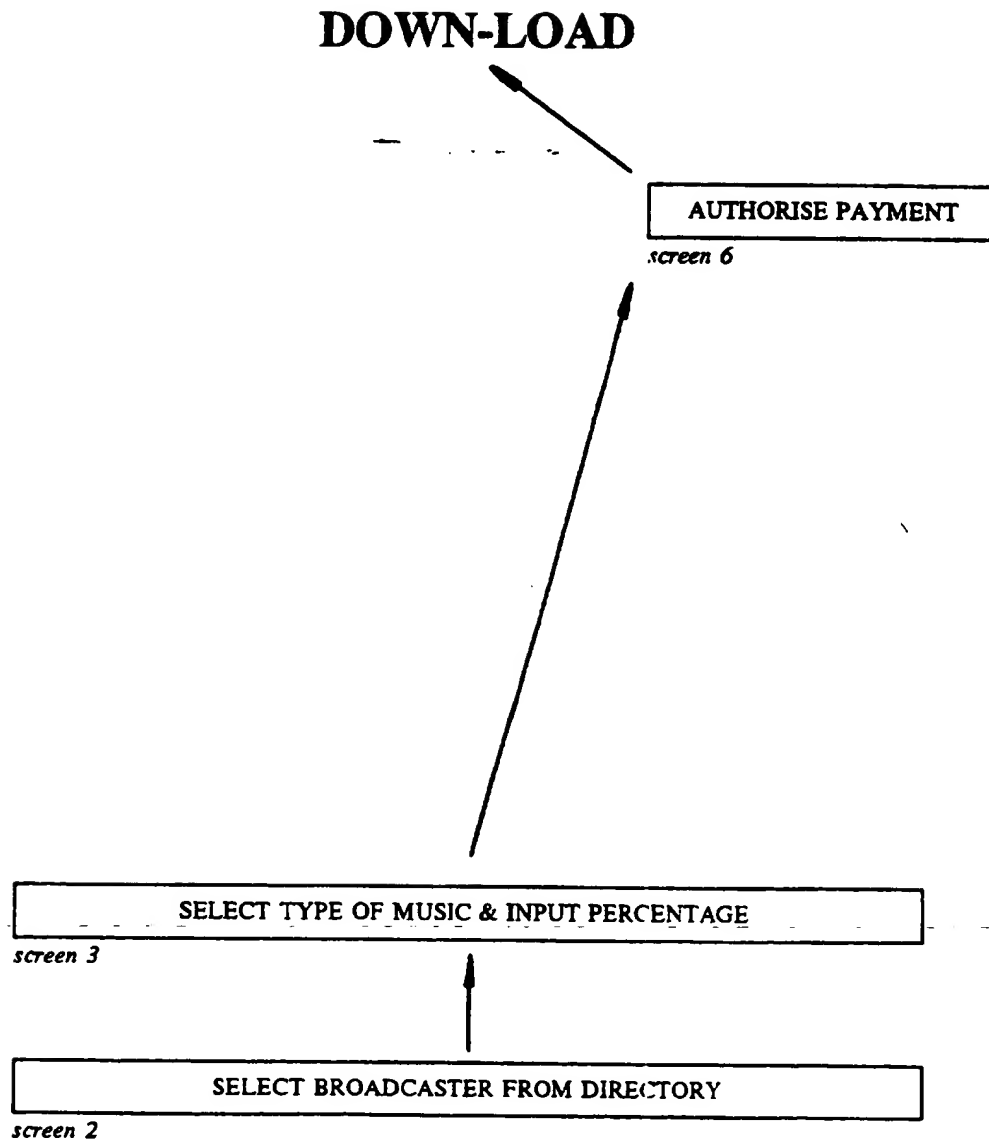 DOWN-LOAD
AUTHORISE PAYMENT
screen 6
SELECT TYPE OF MUSIC & INPUT PERCENTAGE
screen 3
SELECT BROADCASTER FROM DIRECTORY
screen 2